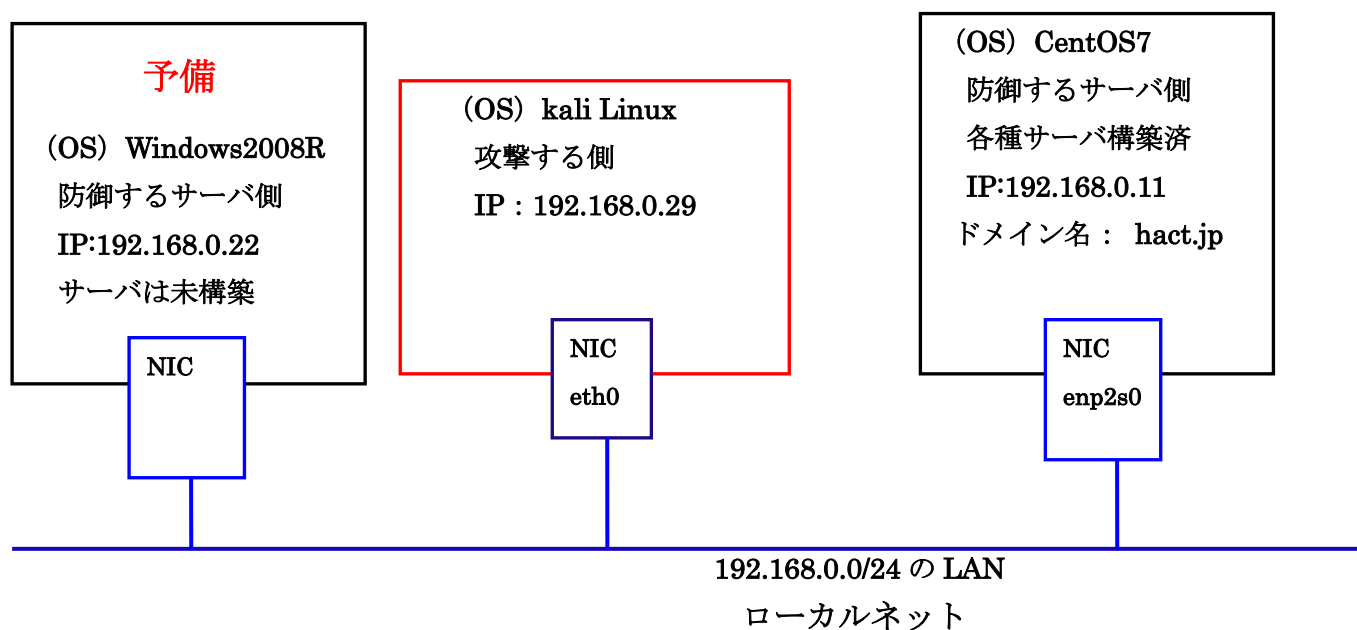 予備
（OS）Windows2008R
防御するサーバ側
IP:192.168.0.22
サーバは未構築
NIC
（OS）kali Linux
攻撃する側
IP：192.168.0.29
NIC
eth0
（OS）CentOS7
防御するサーバ側
各種サーバ構築済
IP:192.168.0.11
ドメイン名： hact.jp
NIC
enp2s0
192.168.0.0/24 の LAN
ローカルネット